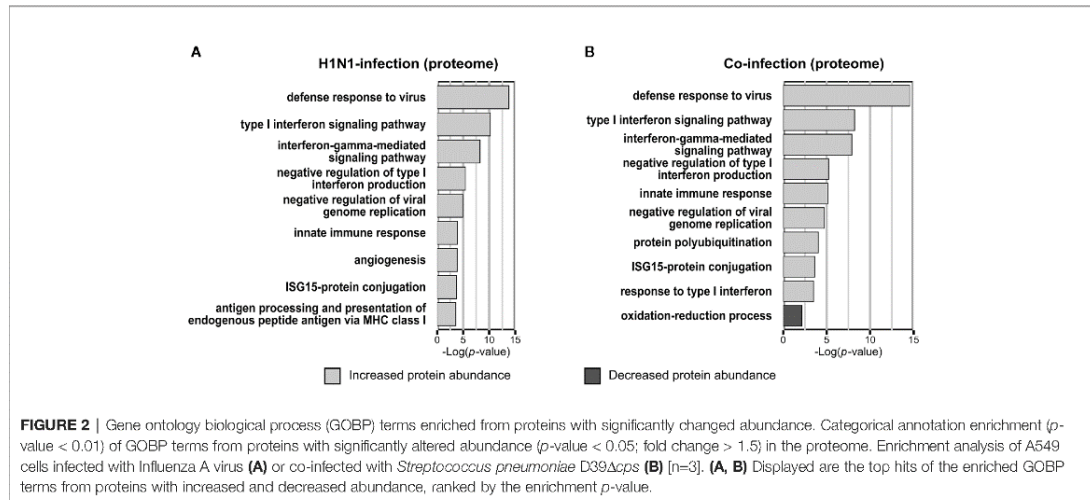 A
H1N1-infection (proteome)
defense response to virus
type I interferon signaling pathway
interferon-gamma-mediated
signaling pathway
negative regulation of type I
interferon production
negative regulation of viral
genome replication
innate immune response
angiogenesis
ISG15-protein conjugation
antigen processing and presentation of
endogenous peptide antigen via MHC class I
0 5 10 15
-Log(p-value)
B
Co-infection (proteome)
defense response to virus
type I interferon signaling pathway
interferon-gamma-mediated
signaling pathway
negative regulation of type I
interferon production
innate immune response
negative regulation of viral
genome replication
protein polyubiquitination
ISG15-protein conjugation
response to type I interferon
oxidation-reduction process
0 5 10 15
-Log(p-value)
Increased protein abundance
Decreased protein abundance
FIGURE 2 | Gene ontology biological process (GOBP) terms enriched from proteins with significantly changed abundance. Categorical annotation enrichment (p-
value < 0.01) of GOBP terms from proteins with significantly altered abundance (p-value < 0.05; fold change > 1.5) in the proteome. Enrichment analysis of A549
cells infected with Influenza A virus (A) or co-infected with Streptococcus pneumoniae D39Δcps (B) [n=3]. (A, B) Displayed are the top hits of the enriched GOBP
terms from proteins with increased and decreased abundance, ranked by the enrichment p-value.